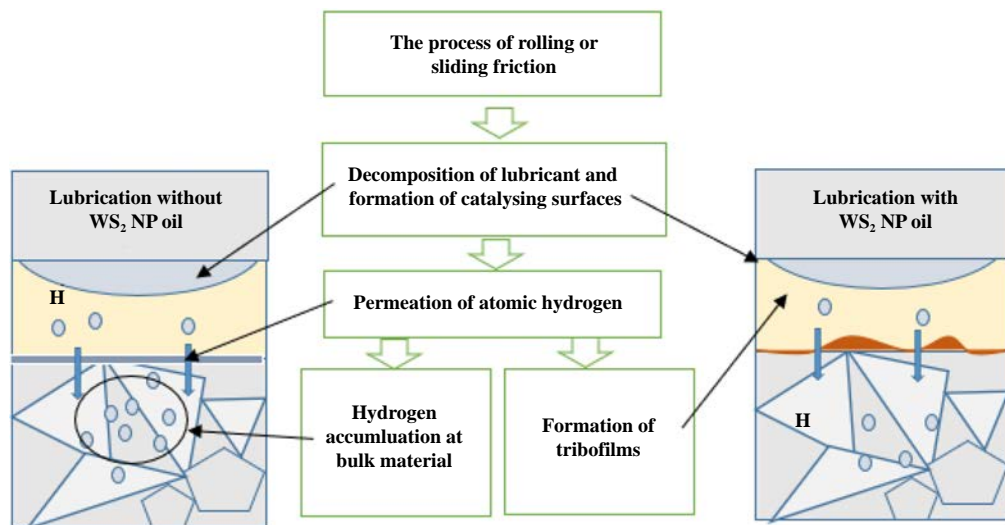 The process of rolling or
sliding friction
Lubrication without
WS₂ NP oil
Decomposition of lubricant and
formation of catalysing surfaces
Lubrication with
WS₂ NP oil
H
Permeation of atomic hydrogen
Hydrogen
accumluation at
bulk material
Formation of
tribofilms
H